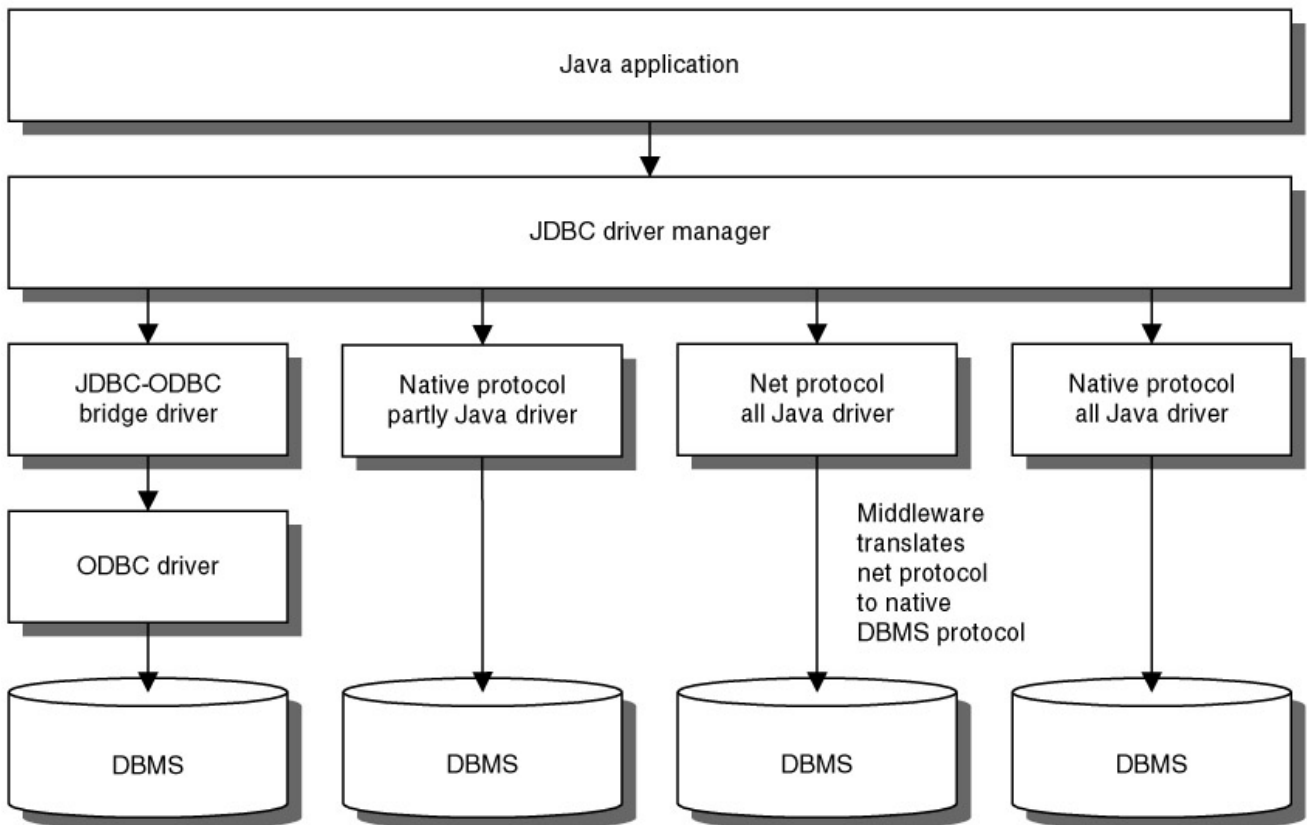 Java application
JDBC driver manager
JDBC-ODBC
bridge driver
Native protocol
partly Java driver
Net protocol
all Java driver
Native protocol
all Java driver
ODBC driver
Middleware
translates
net protocol
to native
DBMS protocol
DBMS
DBMS
DBMS
DBMS